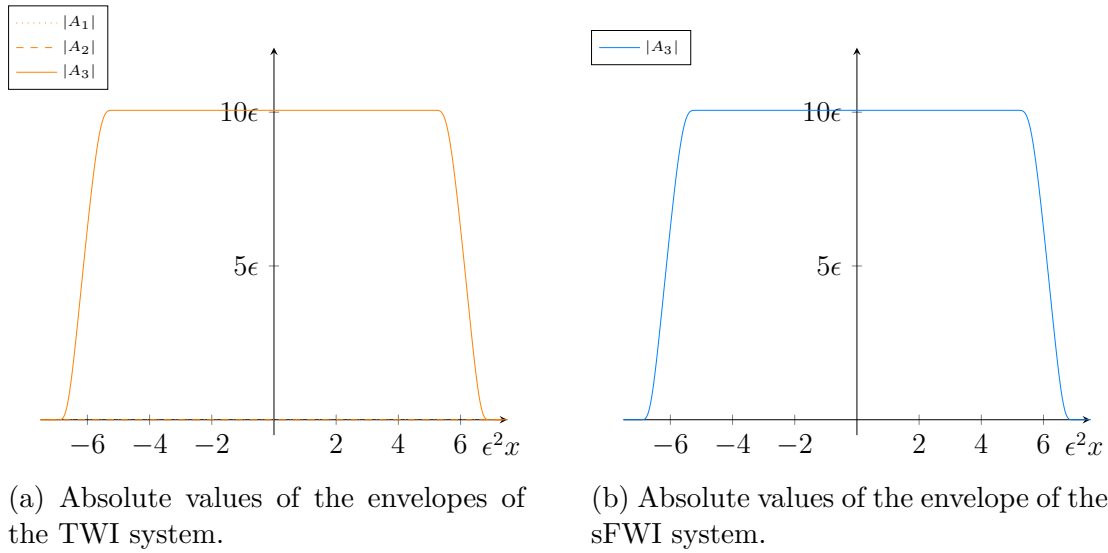 |A₁|
|A₂|
|A₃|
10ϵ
5ϵ
−6 −4 −2 2 4 6 ϵ²x
(a) Absolute values of the envelopes of
the TWI system.
|A₃|
10ϵ
5ϵ
−6 −4 −2 2 4 6 ϵ²x
(b) Absolute values of the envelope of the
sFWI system.